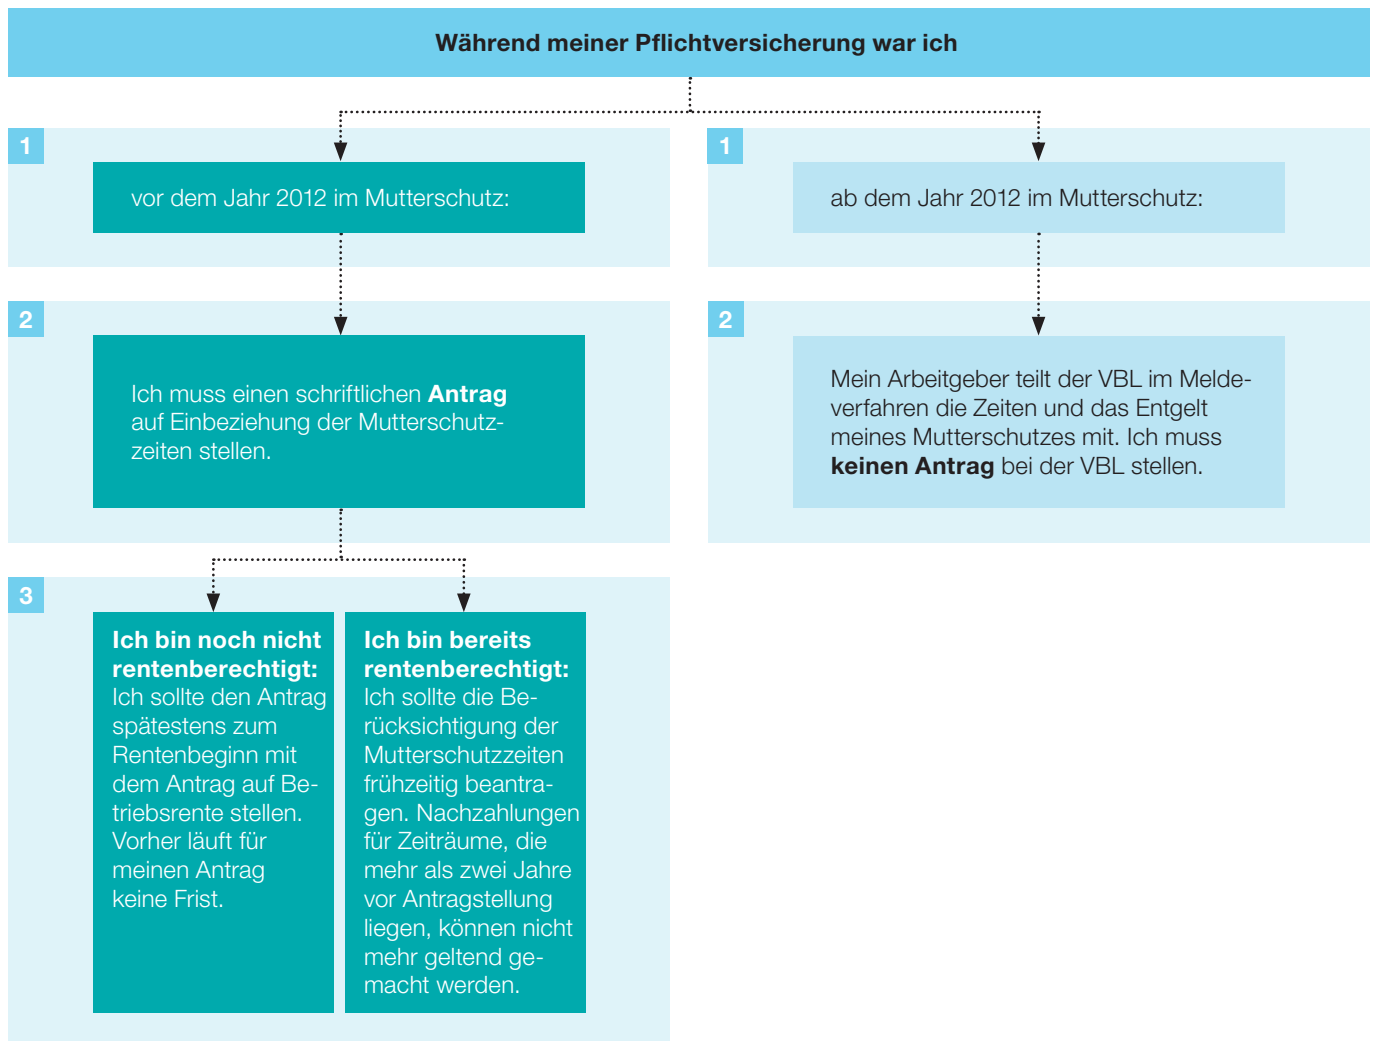 Während meiner Pflichtversicherung war ich
1
vor dem Jahr 2012 im Mutterschutz:
1
ab dem Jahr 2012 im Mutterschutz:
2
Ich muss einen schriftlichen Antrag
auf Einbeziehung der Mutterschutz-
zeiten stellen.
2
Mein Arbeitgeber teilt der VBL im Melde-
verfahren die Zeiten und das Entgelt
meines Mutterschutzes mit. Ich muss
keinen Antrag bei der VBL stellen.
3
Ich bin noch nicht
rentenberechtigt:
Ich sollte den Antrag
spätestens zum
Rentenbeginn mit
dem Antrag auf Be-
triebsrente stellen.
Vorher läuft für
meinen Antrag
keine Frist.
Ich bin bereits
rentenberechtigt:
Ich sollte die Be-
rücksichtigung der
Mutterschutzzeiten
frühzeitig beantra-
gen. Nachzahlungen
für Zeiträume, die
mehr als zwei Jahre
vor Antragstellung
liegen, können nicht
mehr geltend ge-
macht werden.